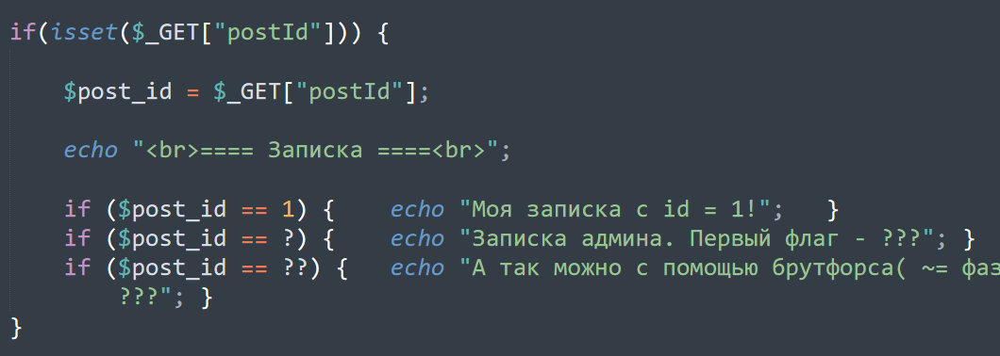 if(isset($_GET["postId"])) {
$post_id = $_GET["postId"];
echo "<br>==== Записка ====<br>";
if ($post_id == 1) { echo "Моя записка с id = 1!"; }
if ($post_id == ?) { echo "Записка админа. Первый флаг - ???"; }
if ($post_id == ??) { echo "А так можно с помощью брутфорса( ~= фаз
???"; }
}